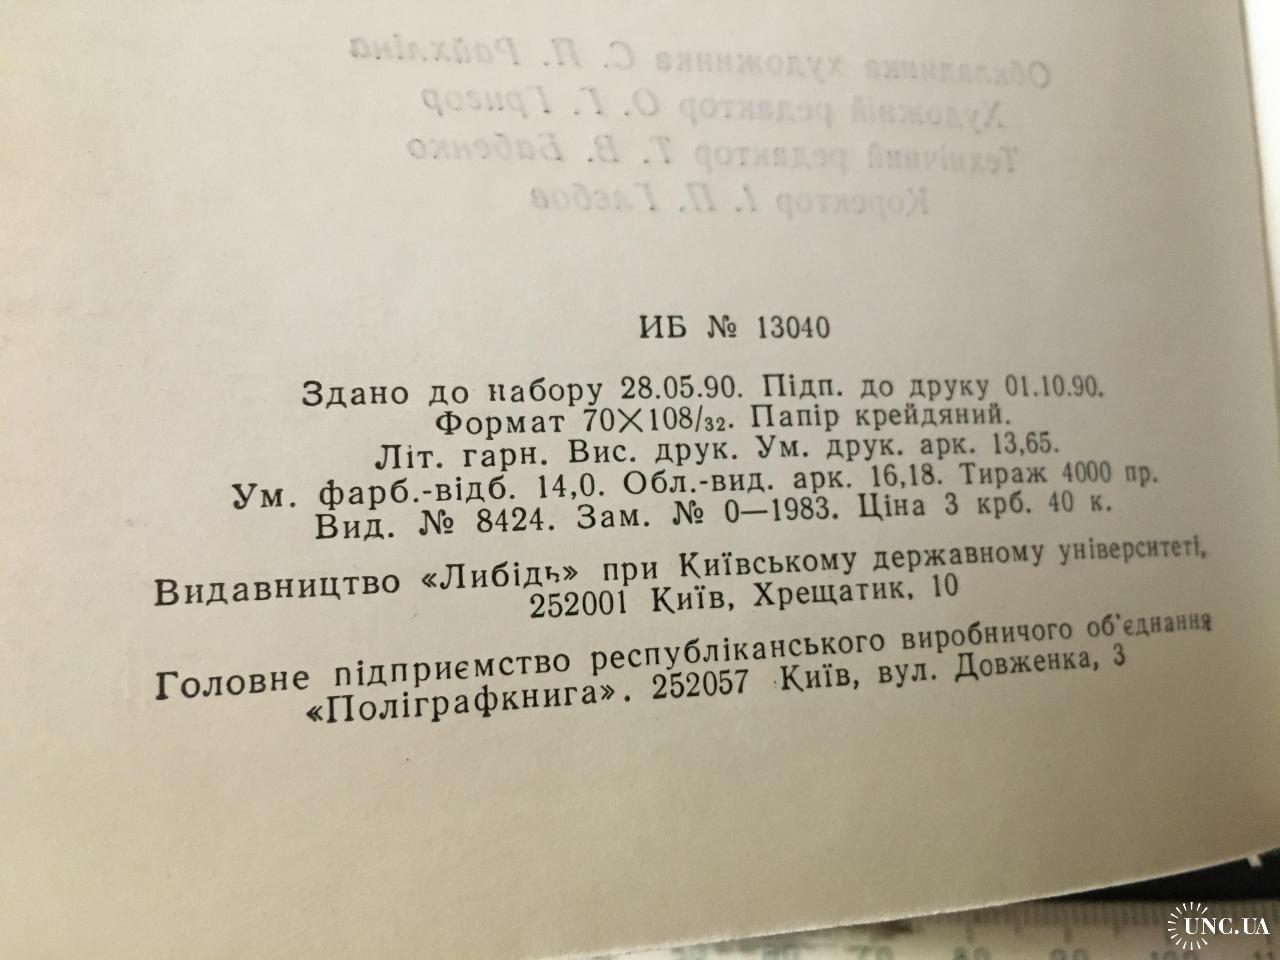 Обкладинка художника С. П. Райхліна
Художній редактор О. Г. Григор
Технічний редактор Т. В. Бабенко
Коректор І. П. Глєбов
ИБ № 13040
Здано до набору 28.05.90. Підп. до друку 01.10.90.
Формат 70×108/32. Папір крейдяний.
Літ. гарн. Вис. друк. Ум. друк. арк. 13,65.
Ум. фарб.-відб. 14,0. Обл.-вид. арк. 16,18. Тираж 4000 пр.
Вид. № 8424. Зам. № 0—1983. Ціна 3 крб. 40 к.
Видавництво «Либідь» при Київському державному університеті,
252001 Київ, Хрещатик, 10
Головне підприємство республіканського виробничого об'єднання
«Поліграфкнига». 252057 Київ, вул. Довженка, 3
UNC.UA